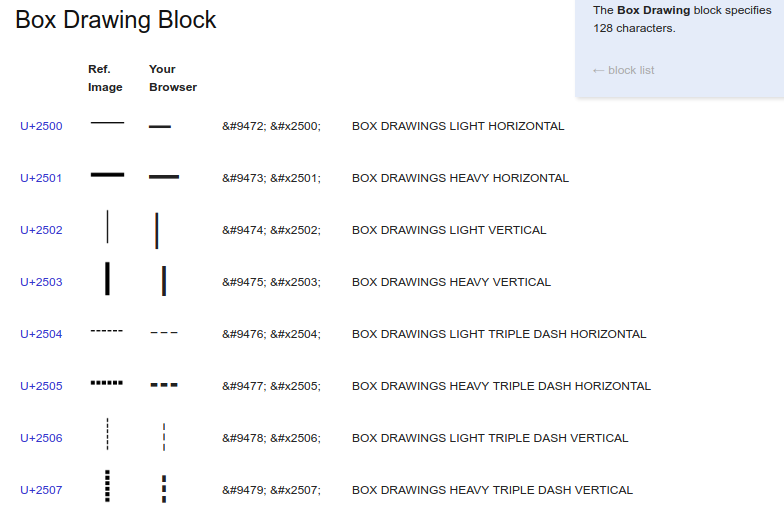 Box Drawing Block
The Box Drawing block specifies
128 characters.
← block list
Ref. Image Your Browser
U+2500 ─ ─ &#9472; &#x2500; BOX DRAWINGS LIGHT HORIZONTAL
U+2501 ━ ━ &#9473; &#x2501; BOX DRAWINGS HEAVY HORIZONTAL
U+2502 │ │ &#9474; &#x2502; BOX DRAWINGS LIGHT VERTICAL
U+2503 ┃ ┃ &#9475; &#x2503; BOX DRAWINGS HEAVY VERTICAL
U+2504 ┄ ┄ &#9476; &#x2504; BOX DRAWINGS LIGHT TRIPLE DASH HORIZONTAL
U+2505 ┅ ┅ &#9477; &#x2505; BOX DRAWINGS HEAVY TRIPLE DASH HORIZONTAL
U+2506 ┆ ┆ &#9478; &#x2506; BOX DRAWINGS LIGHT TRIPLE DASH VERTICAL
U+2507 ┇ ┇ &#9479; &#x2507; BOX DRAWINGS HEAVY TRIPLE DASH VERTICAL